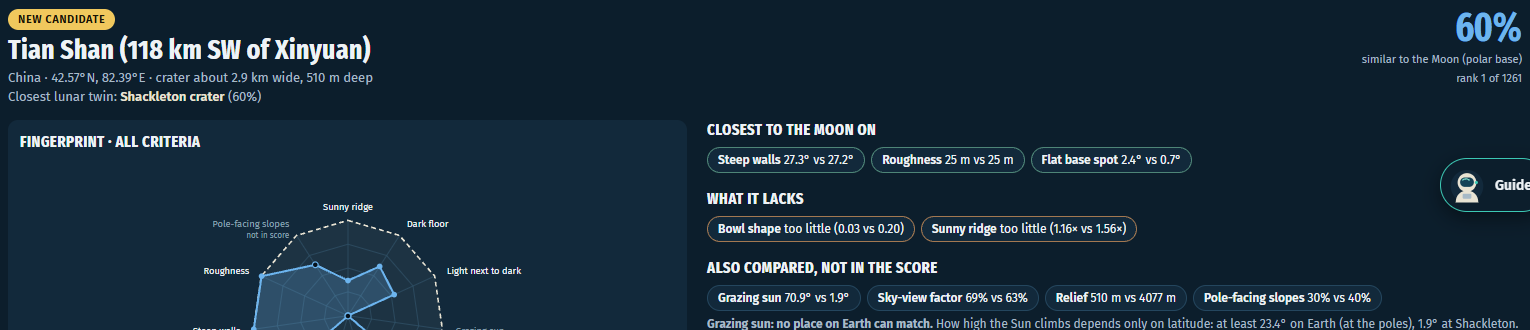 NEW CANDIDATE
Tian Shan (118 km SW of Xinyuan)
China · 42.57°N, 82.39°E · crater about 2.9 km wide, 510 m deep
Closest lunar twin: Shackleton crater (60%)
60%
similar to the Moon (polar base)
rank 1 of 1261
FINGERPRINT · ALL CRITERIA
Sunny ridge
Pole-facing slopes
not in score
Dark floor
Roughness
Light next to dark
Steep walls
Grazing sun
CLOSEST TO THE MOON ON
Steep walls 27.3° vs 27.2°
Roughness 25 m vs 25 m
Flat base spot 2.4° vs 0.7°
WHAT IT LACKS
Bowl shape too little (0.03 vs 0.20)
Sunny ridge too little (1.16× vs 1.56×)
ALSO COMPARED, NOT IN THE SCORE
Grazing sun 70.9° vs 1.9°
Sky-view factor 69% vs 63%
Relief 510 m vs 4077 m
Pole-facing slopes 30% vs 40%
Grazing sun: no place on Earth can match. How high the Sun climbs depends only on latitude: at least 23.4° on Earth (at the poles), 1.9° at Shackleton.
Guide